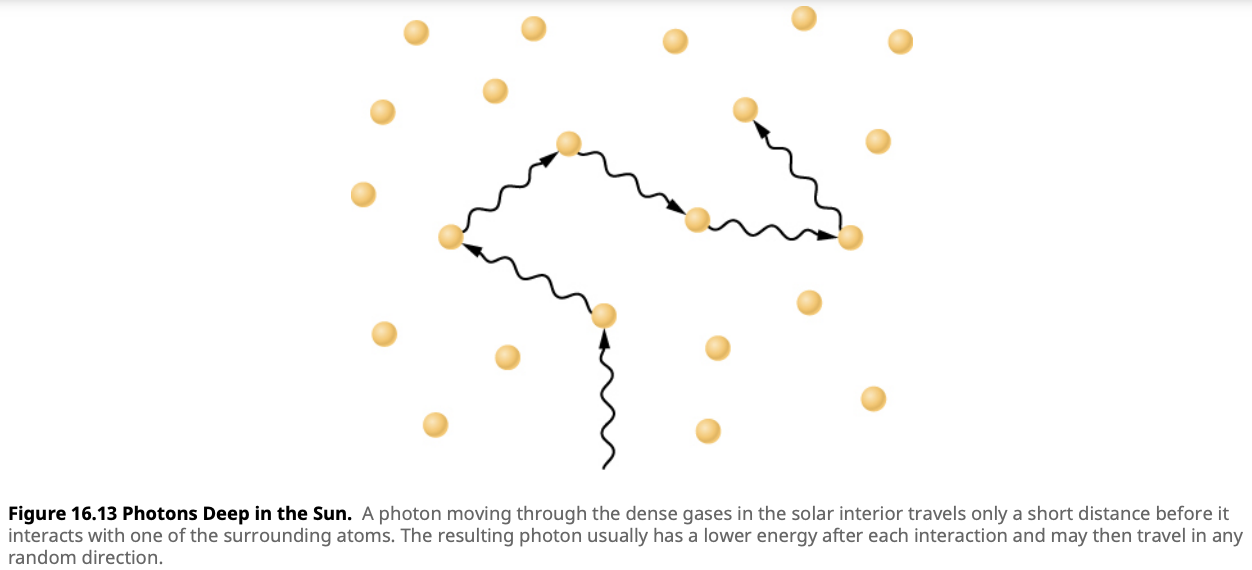 Figure 16.13 Photons Deep in the Sun. A photon moving through the dense gases in the solar interior travels only a short distance before it
interacts with one of the surrounding atoms. The resulting photon usually has a lower energy after each interaction and may then travel in any
random direction.